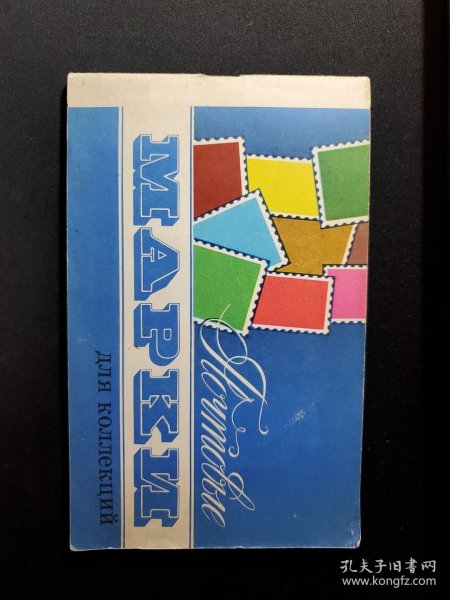 Почтовые
МАРКИ
для коллекций
孔夫子旧书网
www.kongfz.com